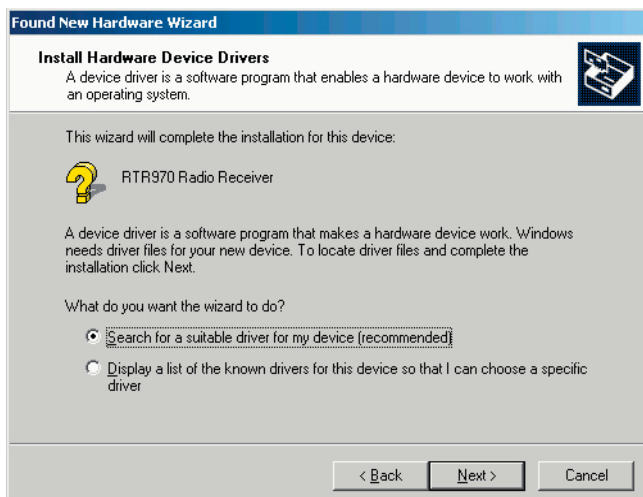 Found New Hardware Wizard
Install Hardware Device Drivers
A device driver is a software program that enables a hardware device to work with
an operating system.
This wizard will complete the installation for this device:
RTR970 Radio Receiver
A device driver is a software program that makes a hardware device work. Windows
needs driver files for your new device. To locate driver files and complete the
installation click Next.
What do you want the wizard to do?
Search for a suitable driver for my device (recommended)
Display a list of the known drivers for this device so that I can choose a specific
driver
< Back Next > Cancel